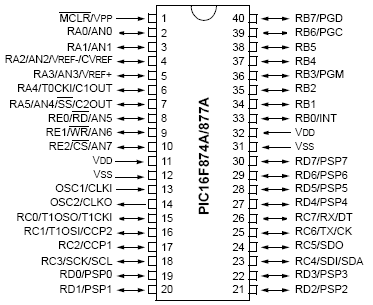 MCLR/VPP 1 40 RB7/PGD
RA0/AN0 2 39 RB6/PGC
RA1/AN1 3 38 RB5
RA2/AN2/VREF-/CVREF 4 37 RB4
RA3/AN3/VREF+ 5 36 RB3/PGM
RA4/T0CKI/C1OUT 6 35 RB2
RA5/AN4/SS/C2OUT 7 34 RB1
RE0/RD/AN5 8 33 RB0/INT
RE1/WR/AN6 9 32 VDD
RE2/CS/AN7 10 31 VSS
VDD 11 30 RD7/PSP7
VSS 12 29 RD6/PSP6
OSC1/CLKI 13 28 RD5/PSP5
OSC2/CLKO 14 27 RD4/PSP4
RC0/T1OSO/T1CKI 15 26 RC7/RX/DT
RC1/T1OSI/CCP2 16 25 RC6/TX/CK
RC2/CCP1 17 24 RC5/SDO
RC3/SCK/SCL 18 23 RC4/SDI/SDA
RD0/PSP0 19 22 RD3/PSP3
RD1/PSP1 20 21 RD2/PSP2
PIC16F874A/877A